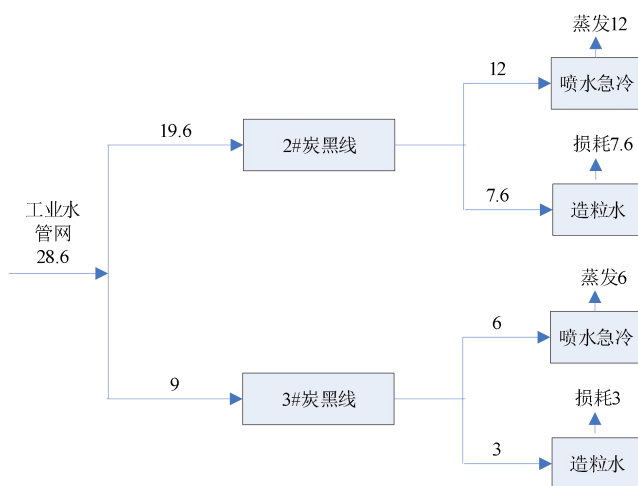 蒸发12
12
喷水急冷
19.6
2#炭黑线
损耗7.6
7.6
造粒水
工业水
管网
28.6
蒸发6
6
喷水急冷
9
3#炭黑线
损耗3
3
造粒水